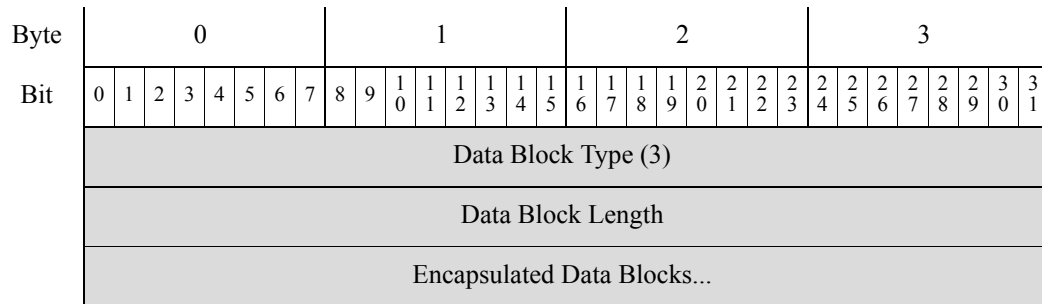 Byte 0 1 2 3
Bit 0 1 2 3 4 5 6 7 8 9 10 11 12 13 14 15 16 17 18 19 20 21 22 23 24 25 26 27 28 29 30 31
Data Block Type (3)
Data Block Length
Encapsulated Data Blocks...